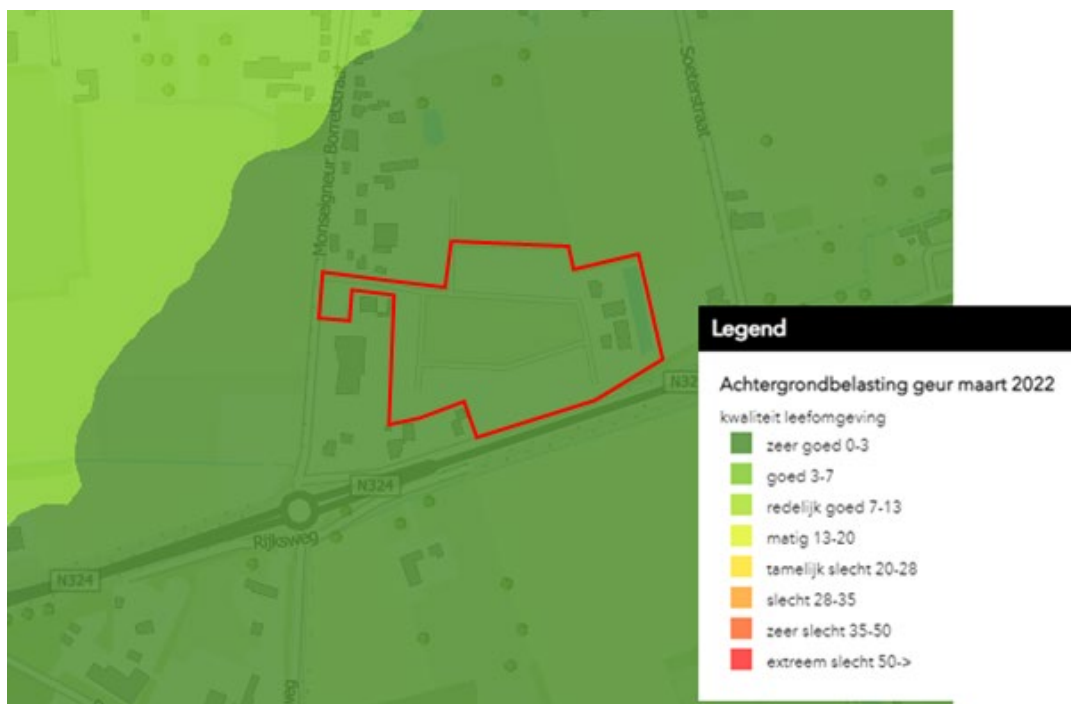 Monseigneur Borretstraat
Soeterstraat
N324
Rijksweg
N324
Legend
Achtergrondbelasting geur maart 2022
kwaliteit leefomgeving
zeer goed 0-3
goed 3-7
redelijk goed 7-13
matig 13-20
tamelijk slecht 20-28
slecht 28-35
zeer slecht 35-50
extreem slecht 50->